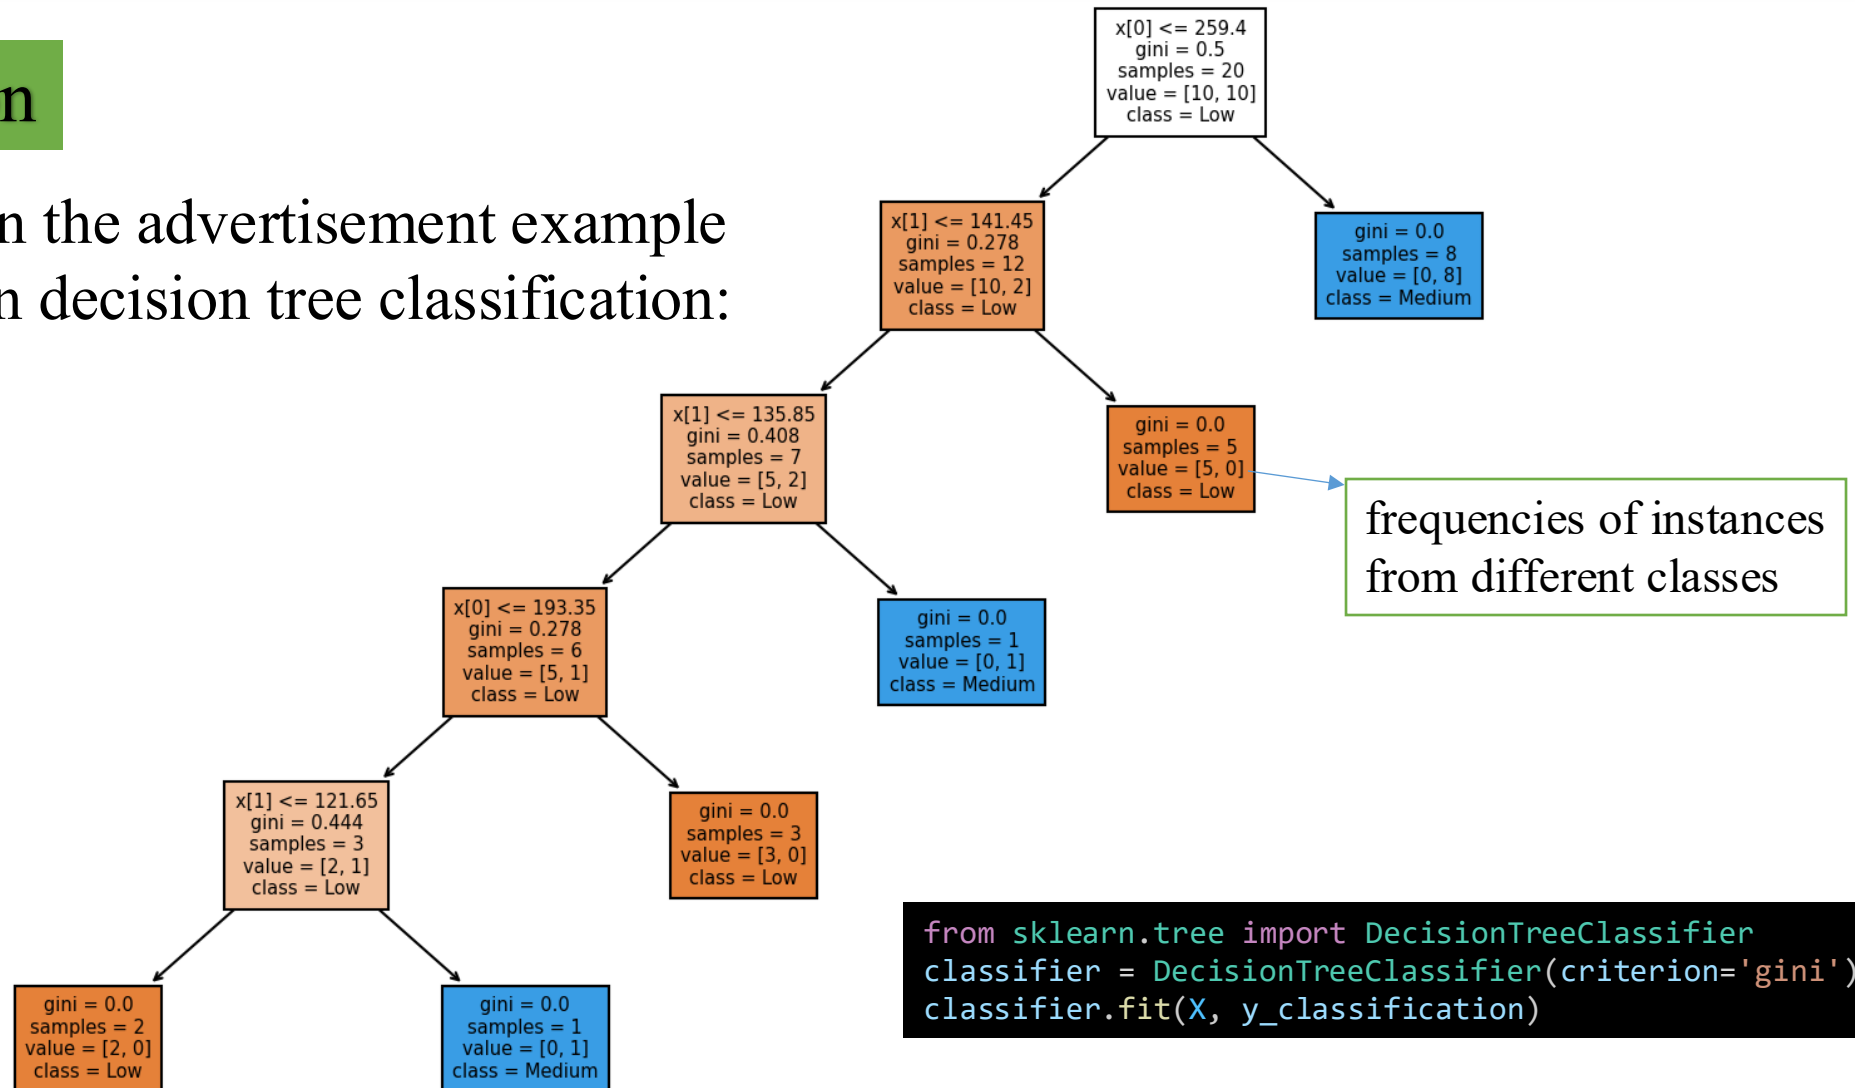 n
n the advertisement example
n decision tree classification:
x[0] <= 259.4
gini = 0.5
samples = 20
value = [10, 10]
class = Low
x[1] <= 141.45
gini = 0.278
samples = 12
value = [10, 2]
class = Low
gini = 0.0
samples = 8
value = [0, 8]
class = Medium
x[1] <= 135.85
gini = 0.408
samples = 7
value = [5, 2]
class = Low
gini = 0.0
samples = 5
value = [5, 0]
class = Low
frequencies of instances
from different classes
x[0] <= 193.35
gini = 0.278
samples = 6
value = [5, 1]
class = Low
gini = 0.0
samples = 1
value = [0, 1]
class = Medium
x[1] <= 121.65
gini = 0.444
samples = 3
value = [2, 1]
class = Low
gini = 0.0
samples = 3
value = [3, 0]
class = Low
gini = 0.0
samples = 2
value = [2, 0]
class = Low
gini = 0.0
samples = 1
value = [0, 1]
class = Medium
from sklearn.tree import DecisionTreeClassifier
classifier = DecisionTreeClassifier(criterion='gini')
classifier.fit(X, y_classification)